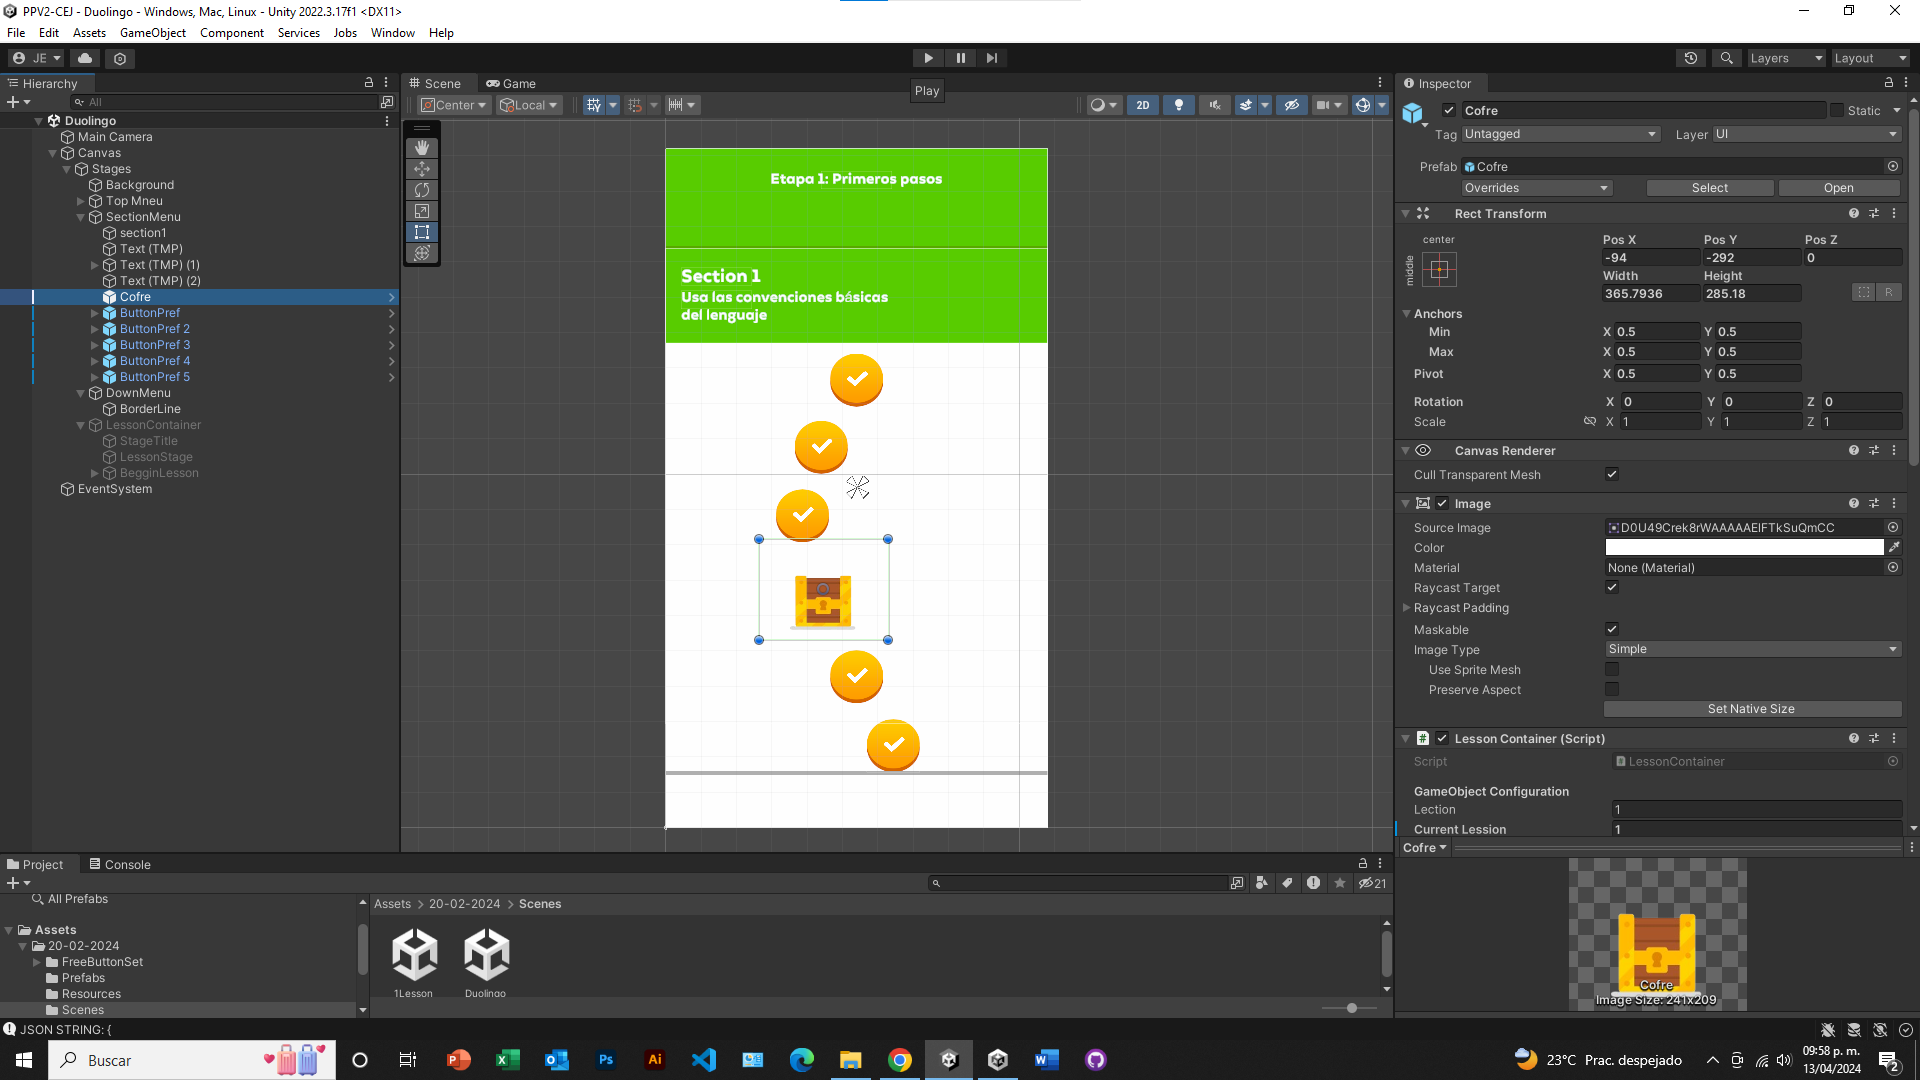 PPV2-CEJ - Duolingo - Windows, Mac, Linux - Unity 2022.3.17f1 <DX11>
File Edit Assets GameObject Component Services Jobs Window Help
JE
Layers Layout
Hierarchy
All
Duolingo
Main Camera
Canvas
Stages
Background
Top Mneu
SectionMenu
section1
Text (TMP)
Text (TMP) (1)
Text (TMP) (2)
Cofre
ButtonPref
ButtonPref 2
ButtonPref 3
ButtonPref 4
ButtonPref 5
DownMenu
BorderLine
LessonContainer
StageTitle
LessonStage
BegginLesson
EventSystem
Scene Game
Center Local
Play
2D
Etapa 1: Primeros pasos
Section 1
Usa las convenciones básicas
del lenguaje
Inspector
Cofre Static
Tag Untagged Layer UI
Prefab Cofre
Overrides Select Open
Rect Transform
center
middle
Pos X Pos Y Pos Z
-94 -292 0
Width Height
365.7936 285.18
R
Anchors
Min X 0.5 Y 0.5
Max X 0.5 Y 0.5
Pivot X 0.5 Y 0.5
Rotation X 0 Y 0 Z 0
Scale X 1 Y 1 Z 1
Canvas Renderer
Cull Transparent Mesh
Image
Source Image D0U49Crek8rWAAAAAElFTkSuQmCC
Color
Material None (Material)
Raycast Target
Raycast Padding
Maskable
Image Type Simple
Use Sprite Mesh
Preserve Aspect
Set Native Size
Lesson Container (Script)
Script LessonContainer
GameObject Configuration
Lection 1
Current Lession 1
Cofre
Cofre
Image Size: 241x209
Project Console
21
All Prefabs
Assets
20-02-2024
FreeButtonSet
Prefabs
Resources
Scenes
Assets > 20-02-2024 > Scenes
1Lesson Duolingo
JSON STRING: {
Buscar
23°C Prac. despejado
09:58 p. m.
13/04/2024
2